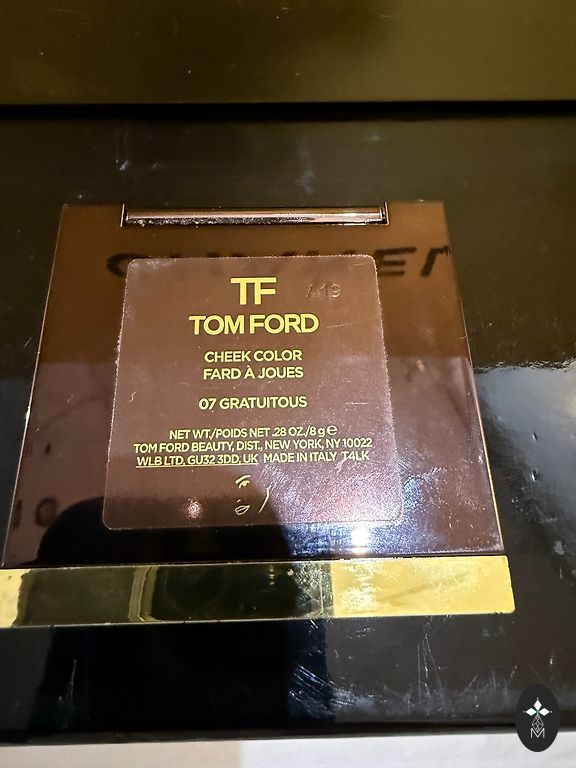 TF
A19
TOM FORD
CHEEK COLOR
FARD À JOUES
07 GRATUITOUS
NET WT./POIDS NET .28 OZ./8 g ℮
TOM FORD BEAUTY, DIST., NEW YORK, NY 10022
WLB LTD, GU32 3DD, UK MADE IN ITALY T4LK
M